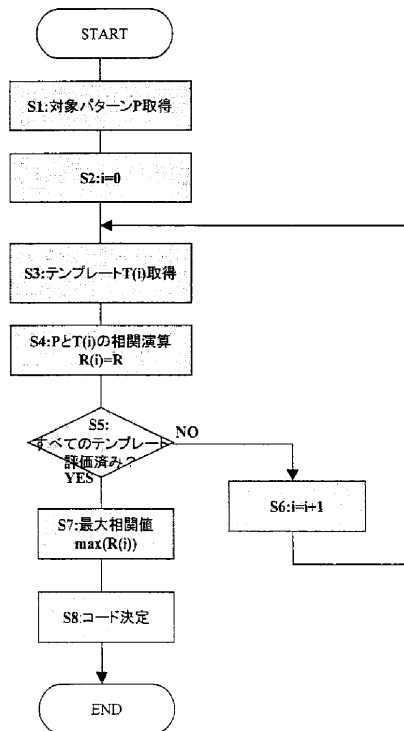 START
S1:対象パターンP取得
S2:i=0
S3:テンプレートT(i)取得
S4:PとT(i)の相関演算
R(i)=R
S5:
すべてのテンプレート
評価済み?
NO
YES
S6:i=i+1
S7:最大相関値
max(R(i))
S8:コード決定
END